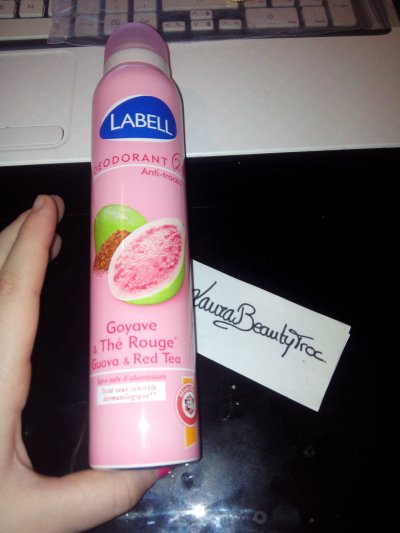 LABELL
DEODORANT
Anti-traces
Goyave
& Thé Rouge*
Guava & Red Tea
Sans sels d'aluminium
Testé sous contrôle
dermatologique**
LauraBeautyTroc